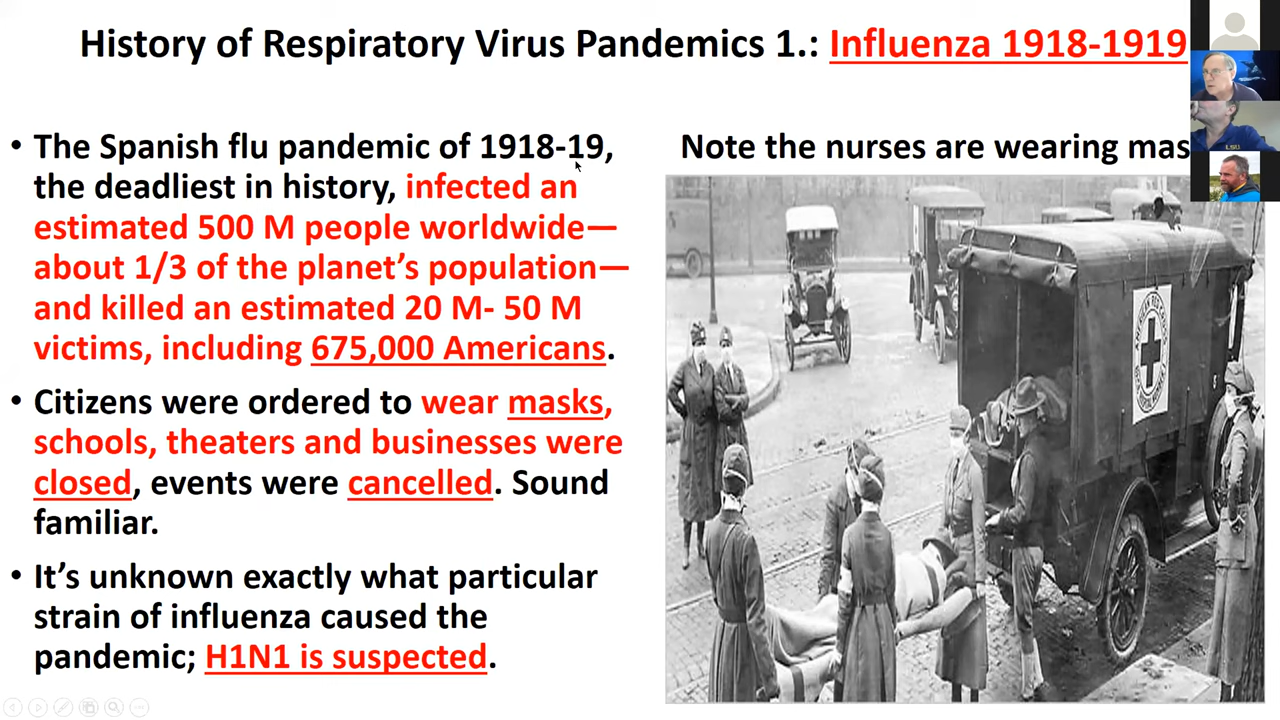 History of Respiratory Virus Pandemics 1.: Influenza 1918-1919
• The Spanish flu pandemic of 1918-19,
the deadliest in history, infected an
estimated 500 M people worldwide—
about 1/3 of the planet's population—
and killed an estimated 20 M- 50 M
victims, including 675,000 Americans.
• Citizens were ordered to wear masks,
schools, theaters and businesses were
closed, events were cancelled. Sound
familiar.
• It's unknown exactly what particular
strain of influenza caused the
pandemic; H1N1 is suspected.
Note the nurses are wearing mas
LSU